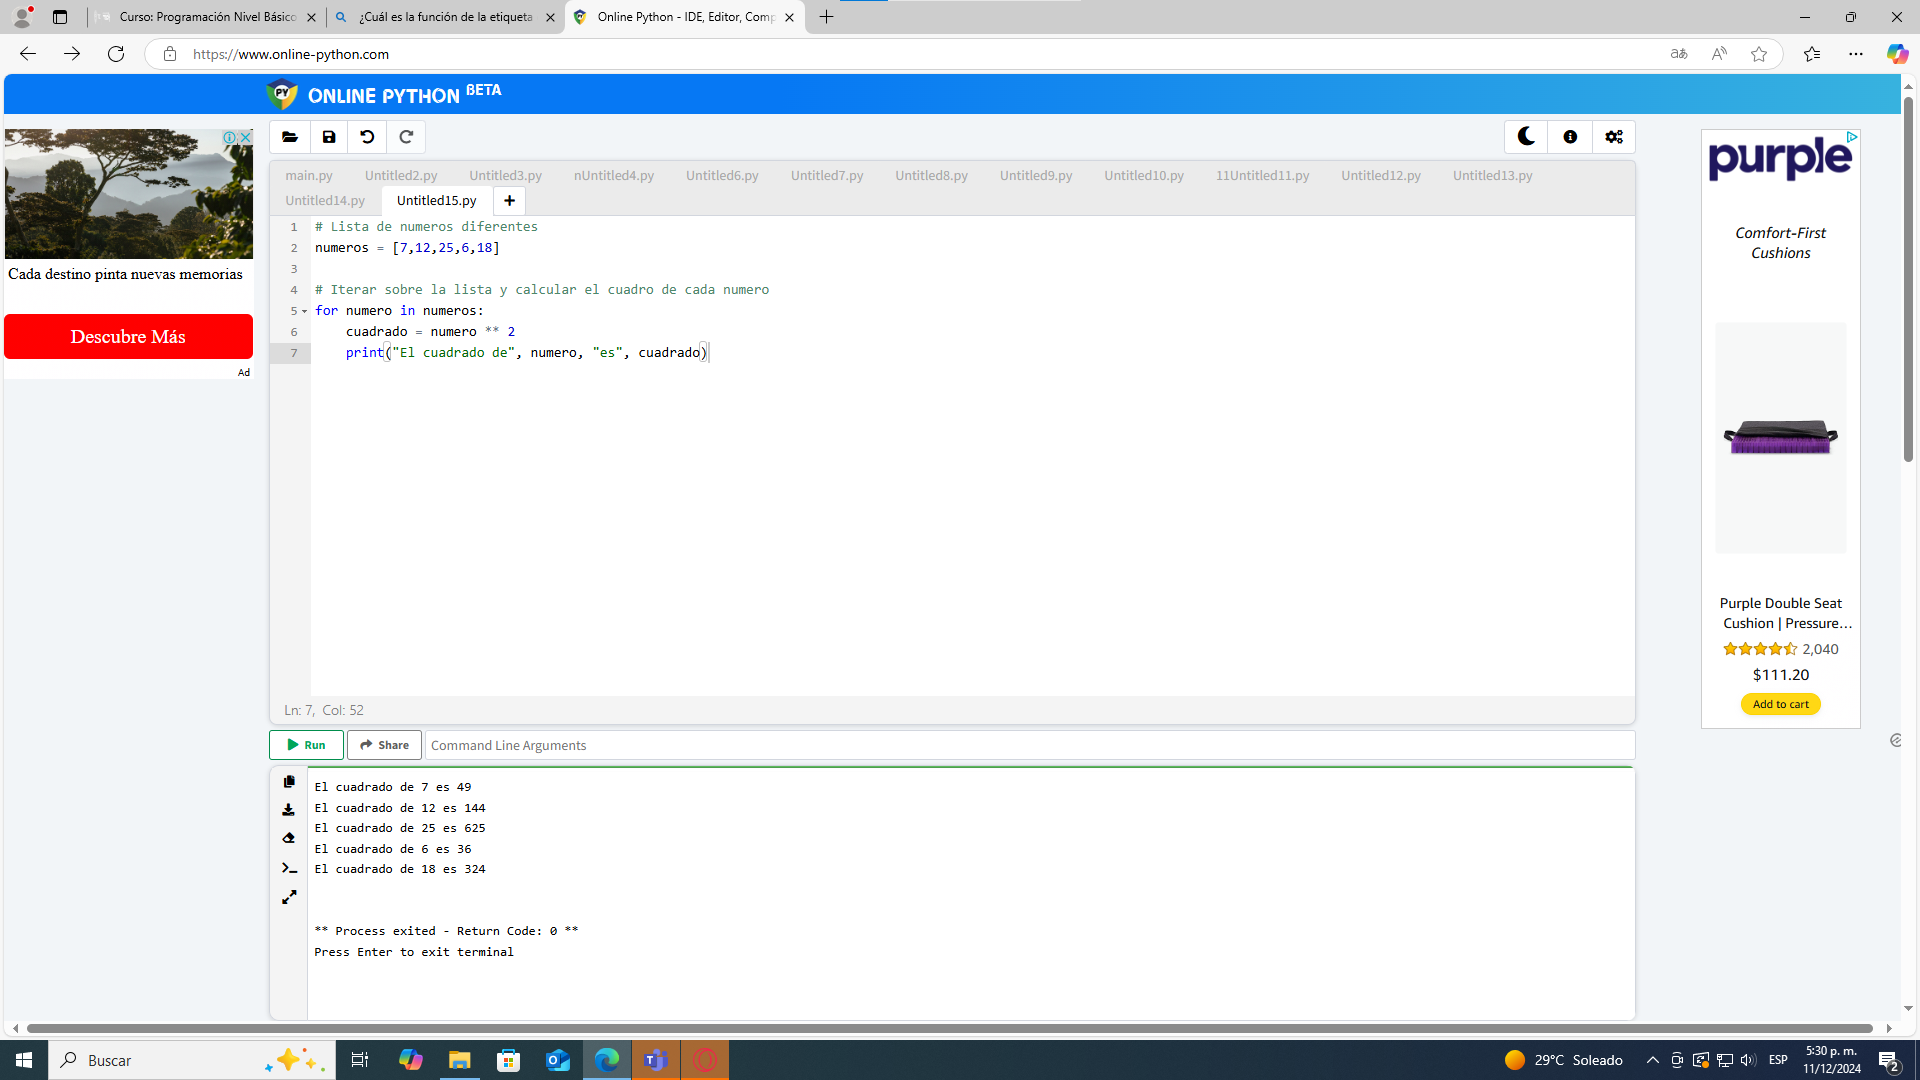 Curso: Programación Nivel Básico
¿Cuál es la función de la etiqueta
Online Python - IDE, Editor, Comp
https://www.online-python.com
PY ONLINE PYTHON BETA
Cada destino pinta nuevas memorias
Descubre Más
Ad
main.py Untitled2.py Untitled3.py nUntitled4.py Untitled6.py Untitled7.py Untitled8.py Untitled9.py Untitled10.py 11Untitled11.py Untitled12.py Untitled13.py
Untitled14.py Untitled15.py +
1 # Lista de numeros diferentes
2 numeros = [7,12,25,6,18]
3
4 # Iterar sobre la lista y calcular el cuadro de cada numero
5 for numero in numeros:
6     cuadrado = numero ** 2
7     print("El cuadrado de", numero, "es", cuadrado)
Ln: 7, Col: 52
Run Share Command Line Arguments
El cuadrado de 7 es 49
El cuadrado de 12 es 144
El cuadrado de 25 es 625
El cuadrado de 6 es 36
El cuadrado de 18 es 324
** Process exited - Return Code: 0 **
Press Enter to exit terminal
purple
Comfort-First
Cushions
Purple Double Seat
Cushion | Pressure...
2,040
$111.20
Add to cart
Buscar
29°C Soleado
ESP
5:30 p. m.
11/12/2024
2